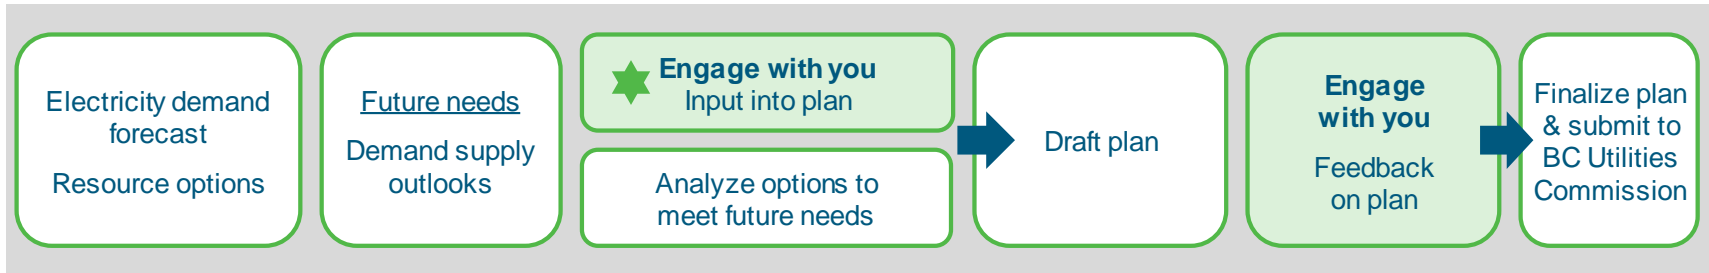 Electricity demand
forecast
Resource options
Future needs
Demand supply
outlooks
Engage with you
Input into plan
Analyze options to
meet future needs
Draft plan
Engage
with you
Feedback
on plan
Finalize plan
& submit to
BC Utilities
Commission